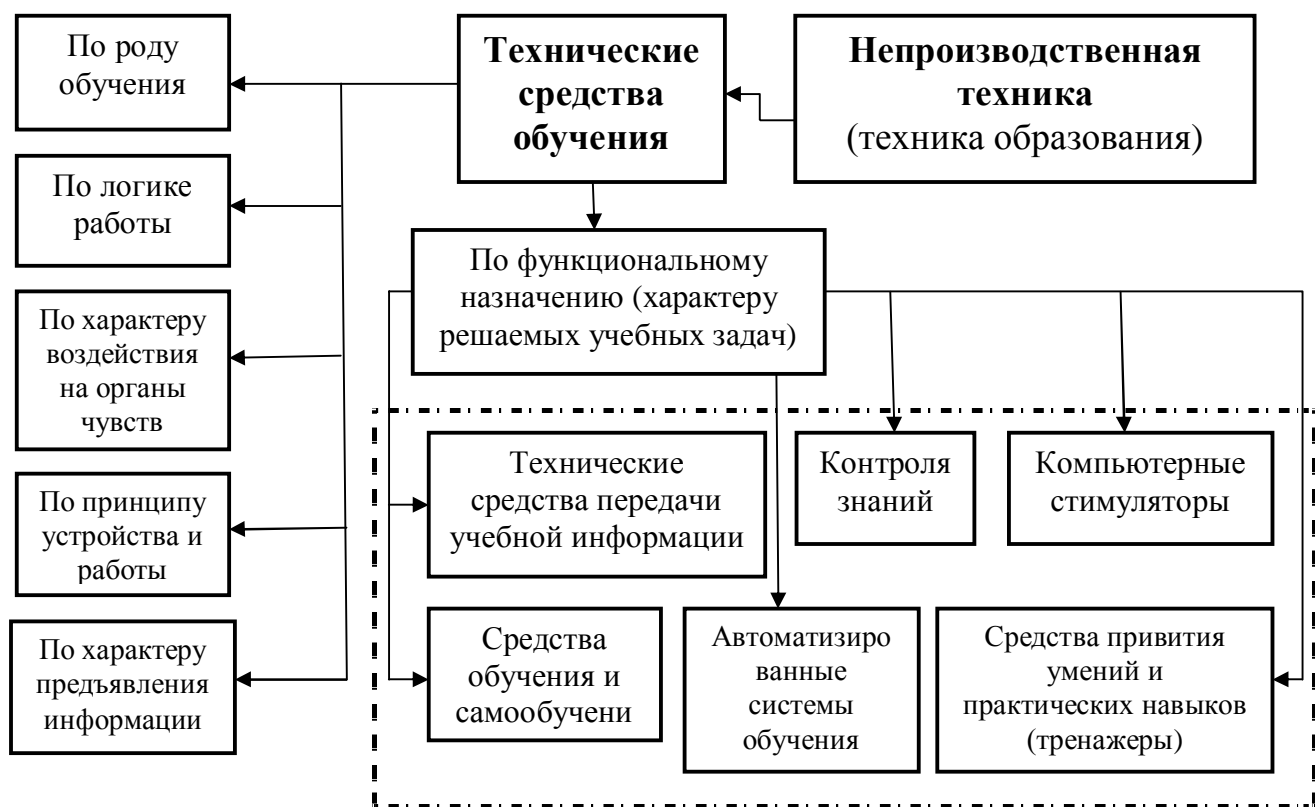 По роду
обучения
Технические
средства
обучения
Непроизводственная
техника
(техника образования)
По логике
работы
По функциональному
назначению (характеру
решаемых учебных задач)
По характеру
воздействия
на органы
чувств
Технические
средства передачи
учебной информации
Контроля
знаний
Компьютерные
стимуляторы
По принципу
устройства и
работы
Средства
обучения и
самообучени
Автоматизиро
ванные
системы
обучения
Средства привития
умений и
практических навыков
(тренажеры)
По характеру
предъявления
информации